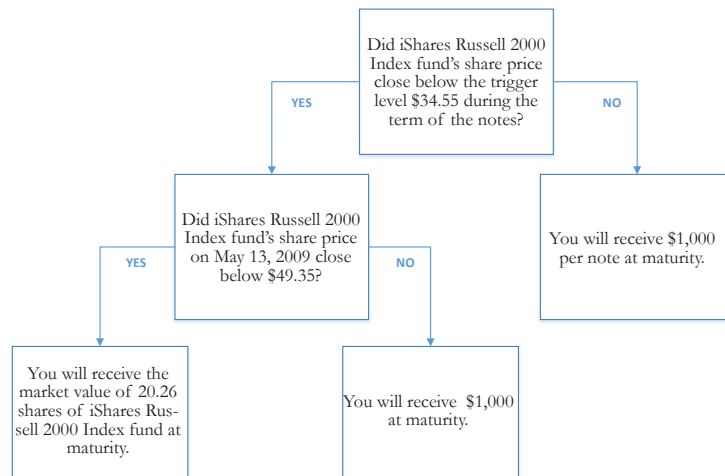 Did iShares Russell 2000
Index fund's share price
close below the trigger
level $34.55 during the
term of the notes?
YES
NO
Did iShares Russell 2000
Index fund's share price
on May 13, 2009 close
below $49.35?
You will receive $1,000
per note at maturity.
YES
NO
You will receive the
market value of 20.26
shares of iShares Rus-
sell 2000 Index fund at
maturity.
You will receive $1,000
at maturity.